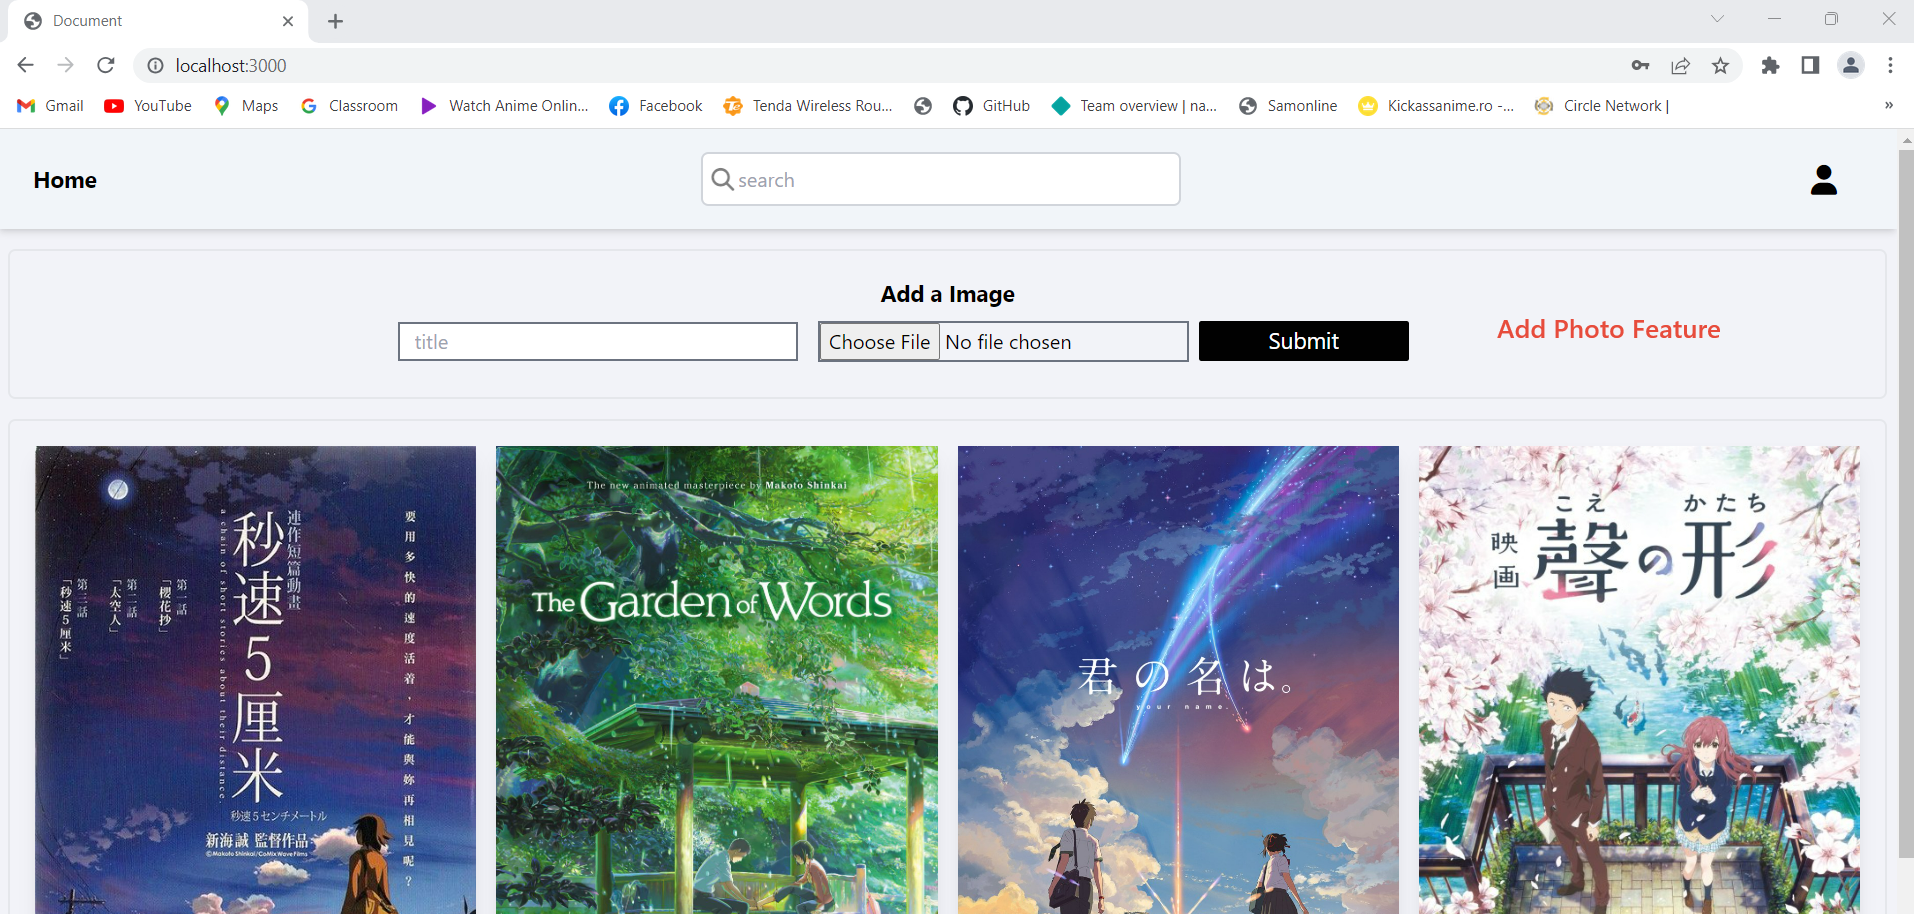 Document
localhost:3000
Gmail
YouTube
Maps
Classroom
Watch Anime Onlin...
Facebook
Tenda Wireless Rou...
GitHub
Team overview | na...
Samonline
Kickassanime.ro -...
Circle Network |
»
Home
search
Add a Image
title
Choose File No file chosen
Submit
Add Photo Feature
要用多快的速度活着，才能與妳再相見呢？
連作短篇動畫
秒速5厘米
a chain of short stories about their distance.
第一話
「櫻花抄」
第二話
「太空人」
第三話
「秒速5厘米」
秒速5センチメートル
新海誠 監督作品
©Makoto Shinkai/CoMix Wave Films
The new animated masterpiece by Makoto Shinkai
The Garden of Words
君の名は。
your name.
こえ かたち
映画 聲の形